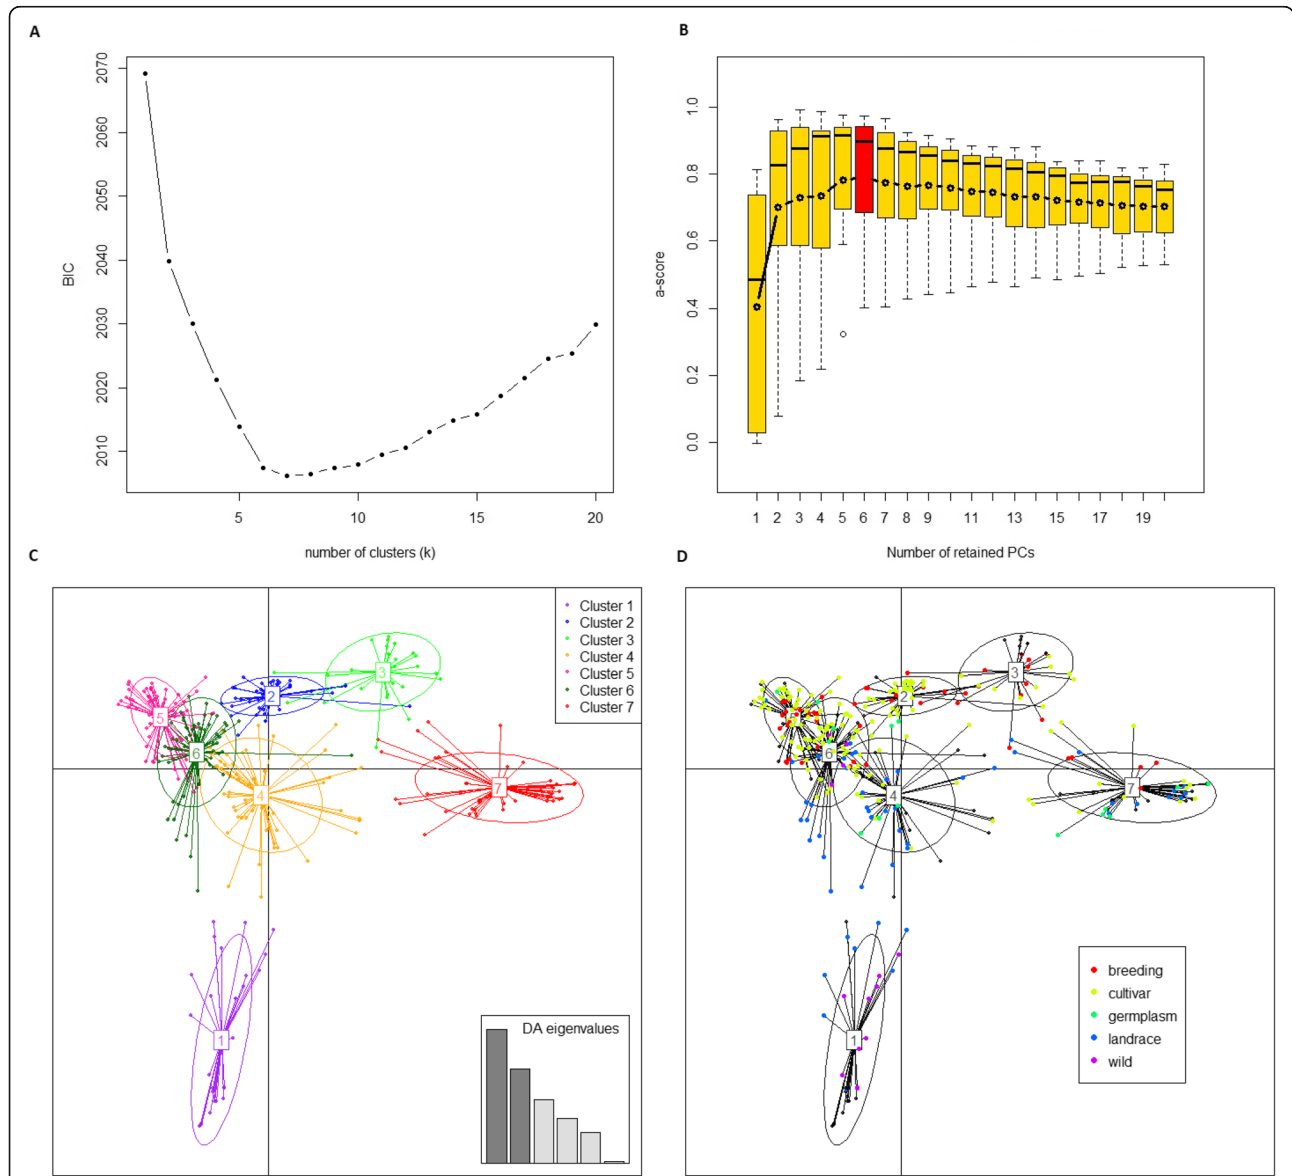 A
BIC
2070
2060
2050
2040
2030
2020
2010
5 10 15 20
number of clusters (k)
B
a-score
1.0
0.8
0.6
0.4
0.2
0.0
1 2 3 4 5 6 7 8 9 11 13 15 17 19
Number of retained PCs
C
Cluster 1
Cluster 2
Cluster 3
Cluster 4
Cluster 5
Cluster 6
Cluster 7
3
2
5
6
4
7
1
DA eigenvalues
D
3
2
6
4
7
1
breeding
cultivar
germplasm
landrace
wild